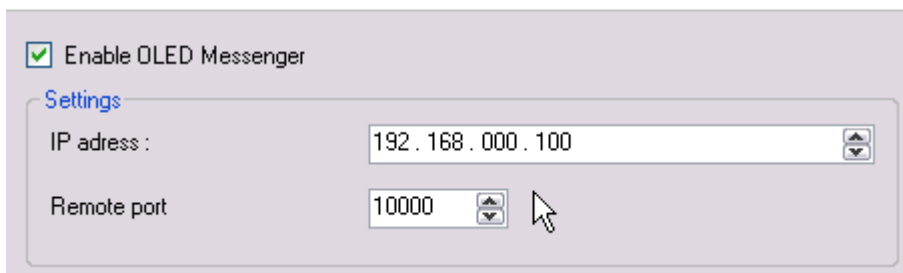 Enable OLED Messenger
Settings
IP adress :
192 . 168 . 000 . 100
Remote port
10000